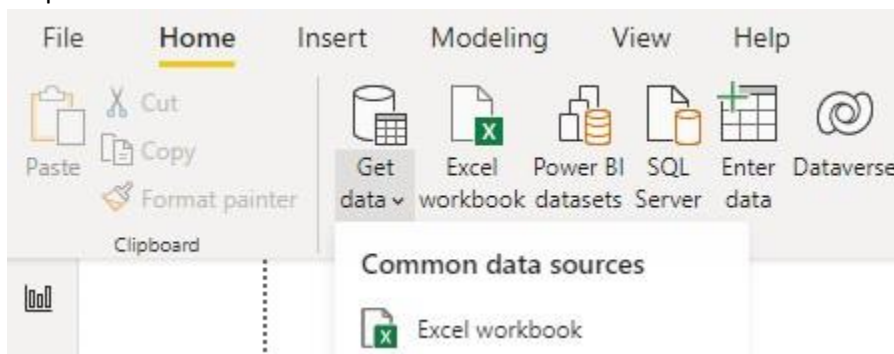 File Home Insert Modeling View Help
Cut
Copy
Paste
Format painter
Clipboard
Get data
Excel workbook
Power BI datasets
SQL Server
Enter data
Dataverse
Common data sources
Excel workbook